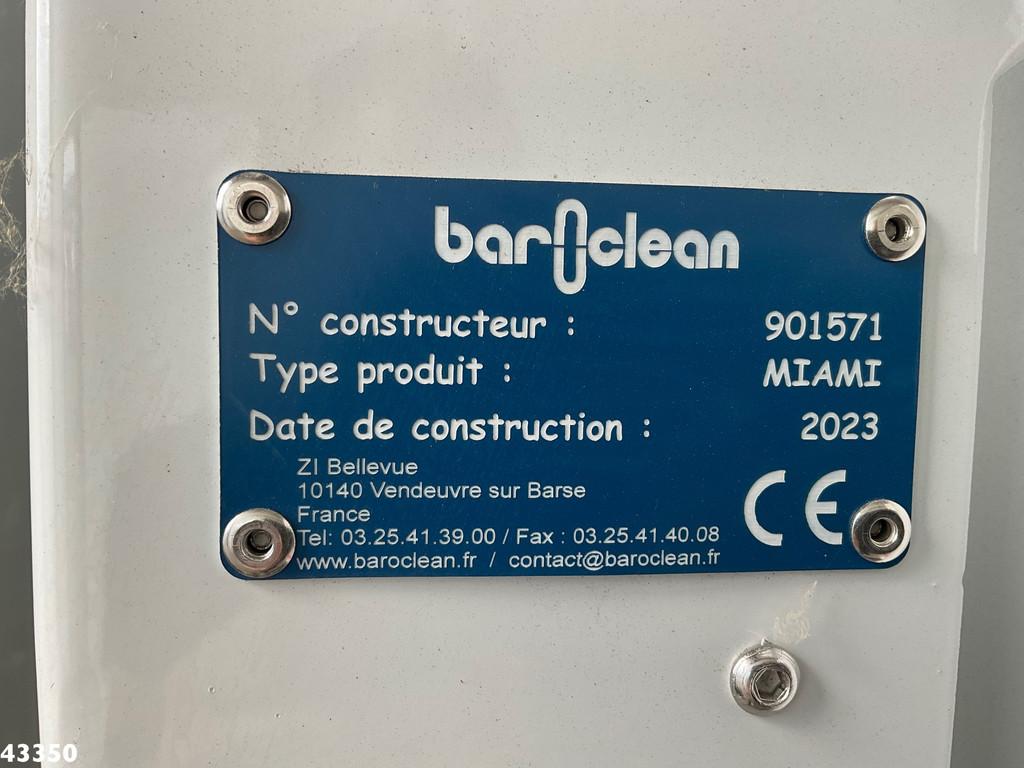 baroclean
N° constructeur : 901571
Type produit : MIAMI
Date de construction : 2023
ZI Bellevue
10140 Vendeuvre sur Barse
France
Tel: 03.25.41.39.00 / Fax : 03.25.41.40.08
www.baroclean.fr / contact@baroclean.fr
CE
43350